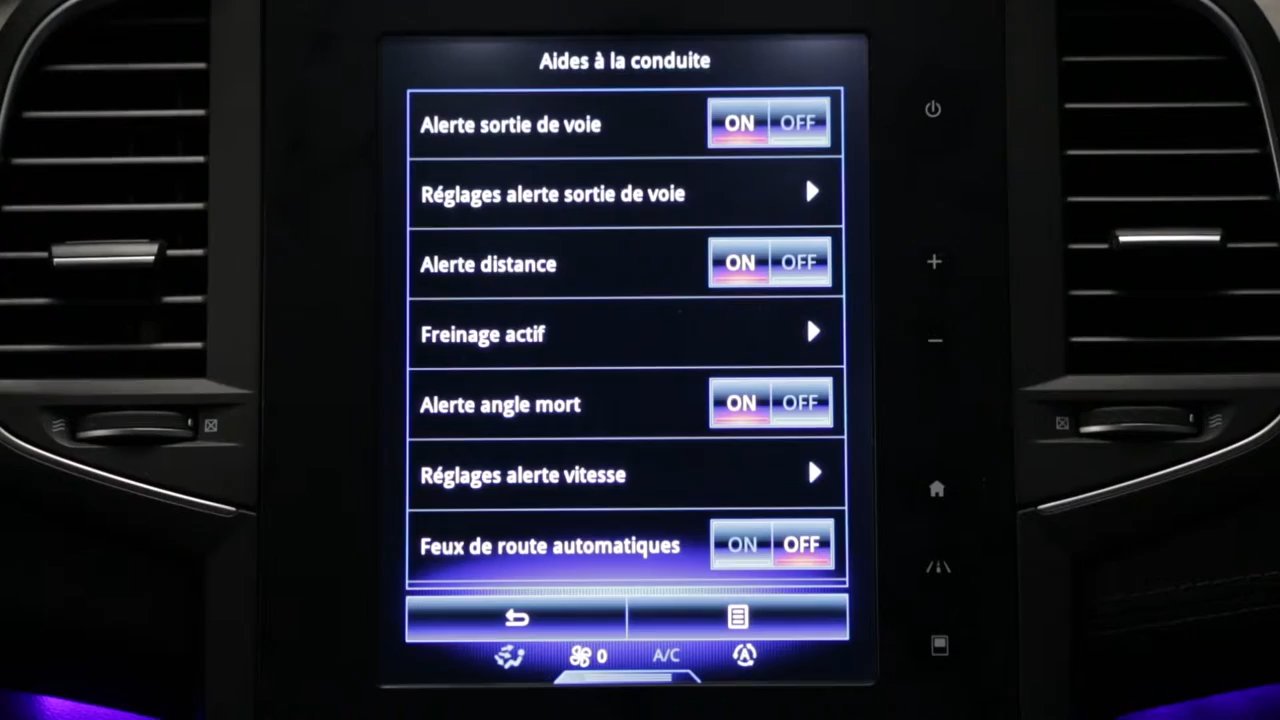 Aides à la conduite
Alerte sortie de voie ON OFF
Réglages alerte sortie de voie
Alerte distance ON OFF
Freinage actif
Alerte angle mort ON OFF
Réglages alerte vitesse
Feux de route automatiques ON OFF
0 A/C